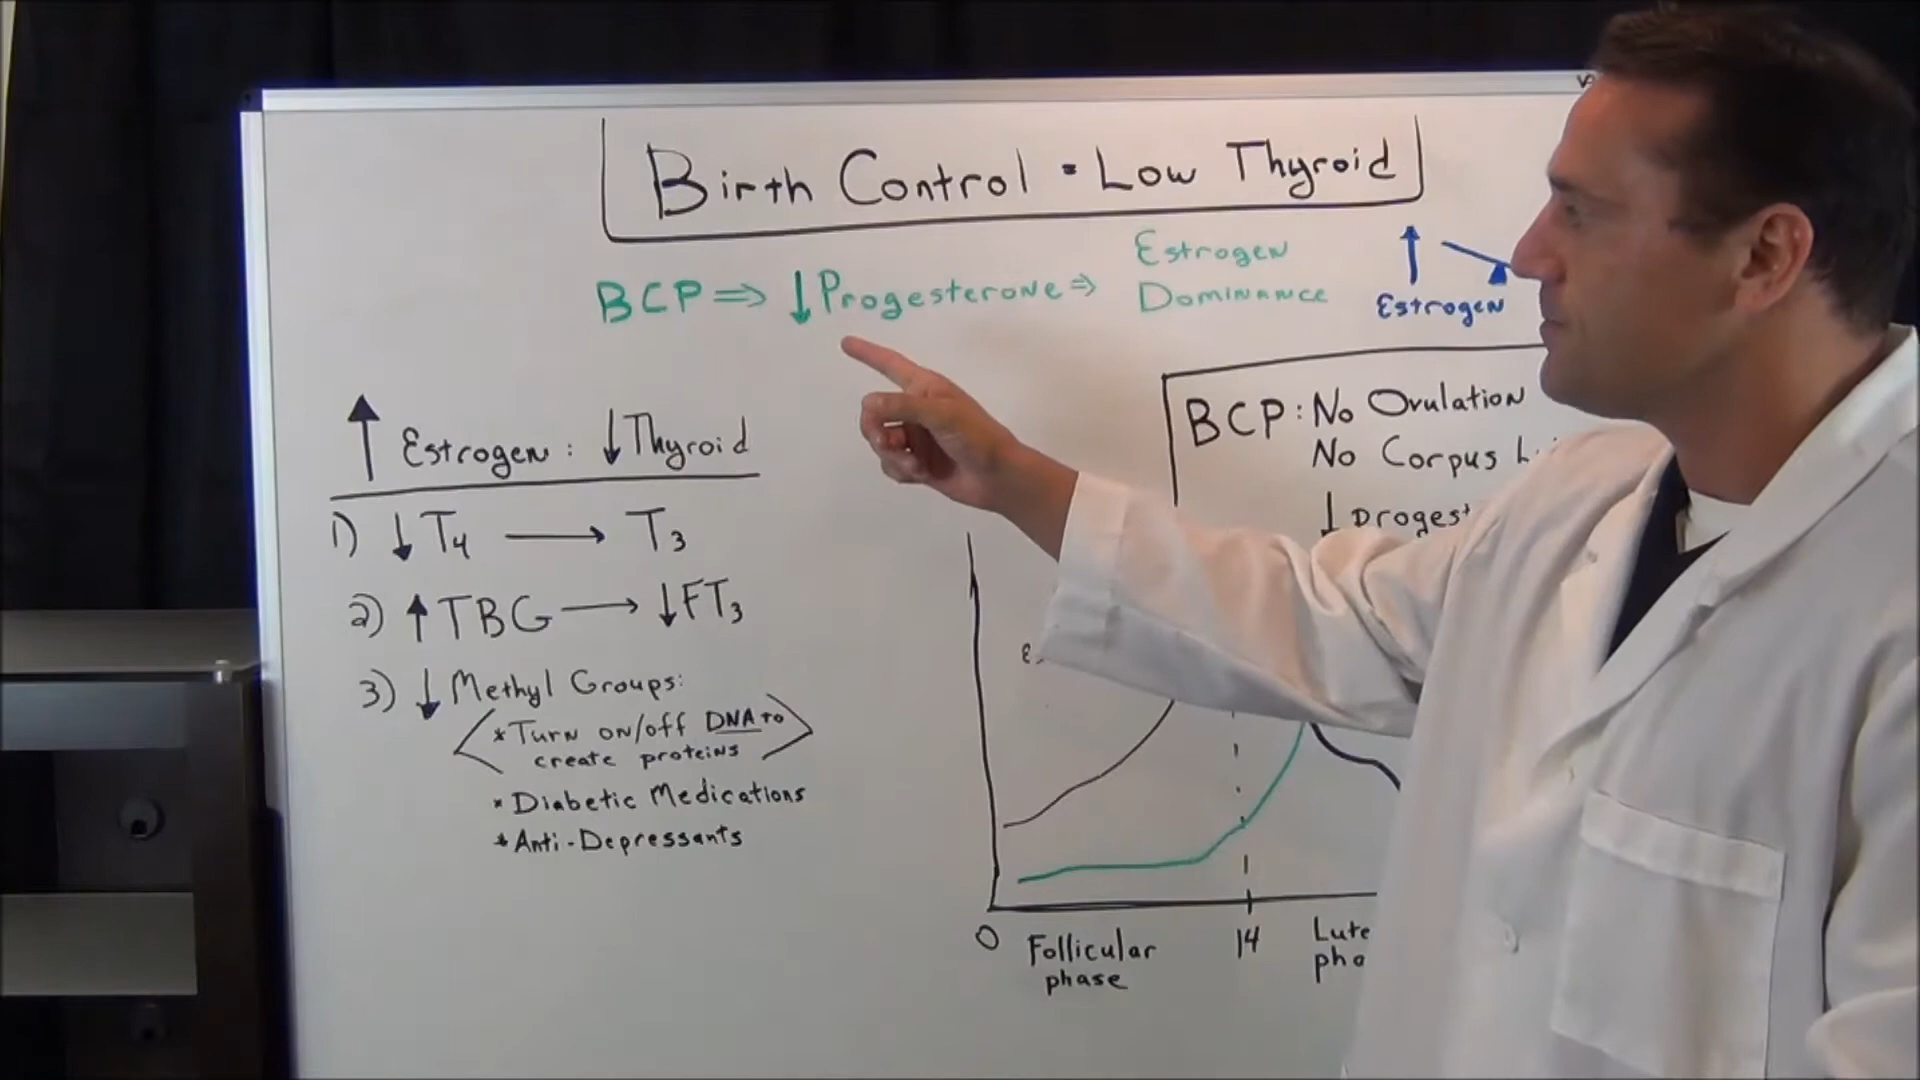 Birth Control = Low Thyroid
BCP ⇒ ↓ Progesterone ⇒ Estrogen Dominance
↑ Estrogen
↑ Estrogen : ↓ Thyroid
1) ↓ T4 → T3
2) ↑ TBG → ↓ FT3
3) ↓ Methyl Groups:
* Turn on/off DNA to
create proteins
* Diabetic Medications
* Anti-Depressants
BCP: No Ovulation
No Corpus
↓
0 Follicular phase 14